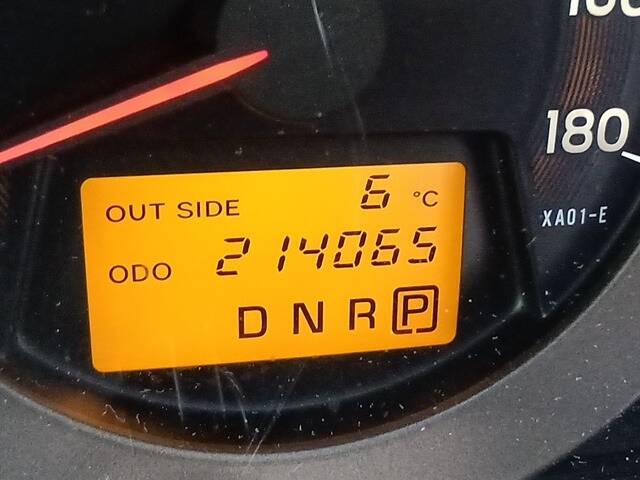 180
XA01-E
OUT SIDE 6 °C
ODO 214065
D N R P